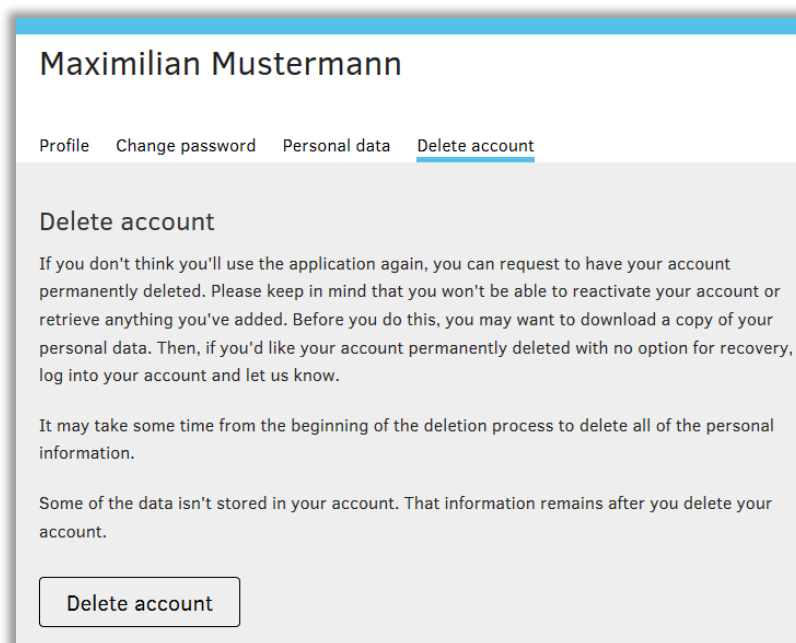 Maximilian Mustermann
Profile Change password Personal data Delete account
Delete account
If you don't think you'll use the application again, you can request to have your account
permanently deleted. Please keep in mind that you won't be able to reactivate your account or
retrieve anything you've added. Before you do this, you may want to download a copy of your
personal data. Then, if you'd like your account permanently deleted with no option for recovery,
log into your account and let us know.
It may take some time from the beginning of the deletion process to delete all of the personal
information.
Some of the data isn't stored in your account. That information remains after you delete your
account.
Delete account